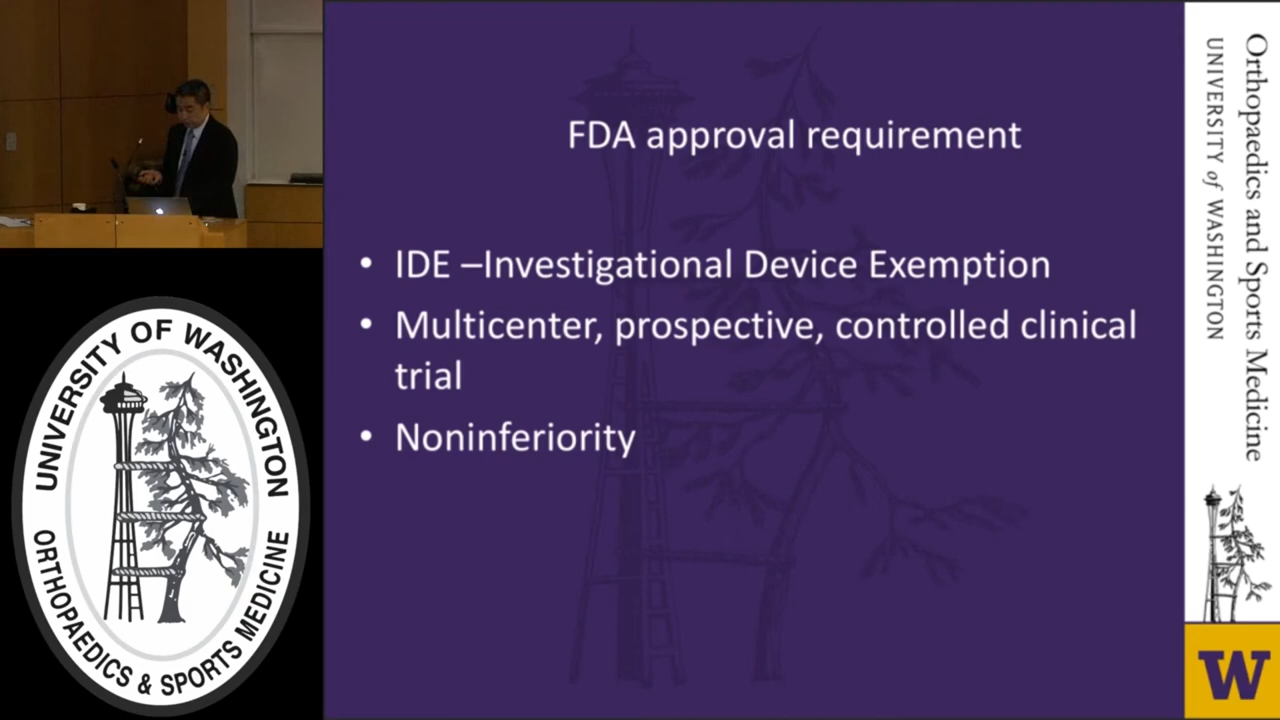 FDA approval requirement
• IDE –Investigational Device Exemption
• Multicenter, prospective, controlled clinical
trial
• Noninferiority
UNIVERSITY OF WASHINGTON
ORTHOPAEDICS & SPORTS MEDICINE
Orthopaedics and Sports Medicine
UNIVERSITY of WASHINGTON
W